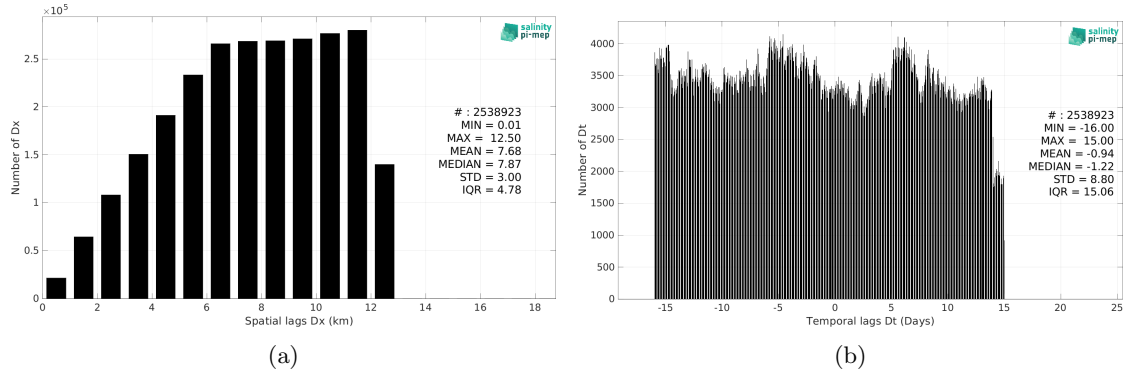 ×10⁵
2.5
2
1.5
1
0.5
0
0 2 4 6 8 10 12 14 16 18
Number of Dx
Spatial lags Dx (km)
salinity
pi-mep
# : 2538923
MIN = 0.01
MAX = 12.50
MEAN = 7.68
MEDIAN = 7.87
STD = 3.00
IQR = 4.78
(a)
4000
3500
3000
2500
2000
1500
1000
500
0
-15 -10 -5 0 5 10 15 20 25
Number of Dt
Temporal lags Dt (Days)
salinity
pi-mep
# : 2538923
MIN = -16.00
MAX = 15.00
MEAN = -0.94
MEDIAN = -1.22
STD = 8.80
IQR = 15.06
(b)